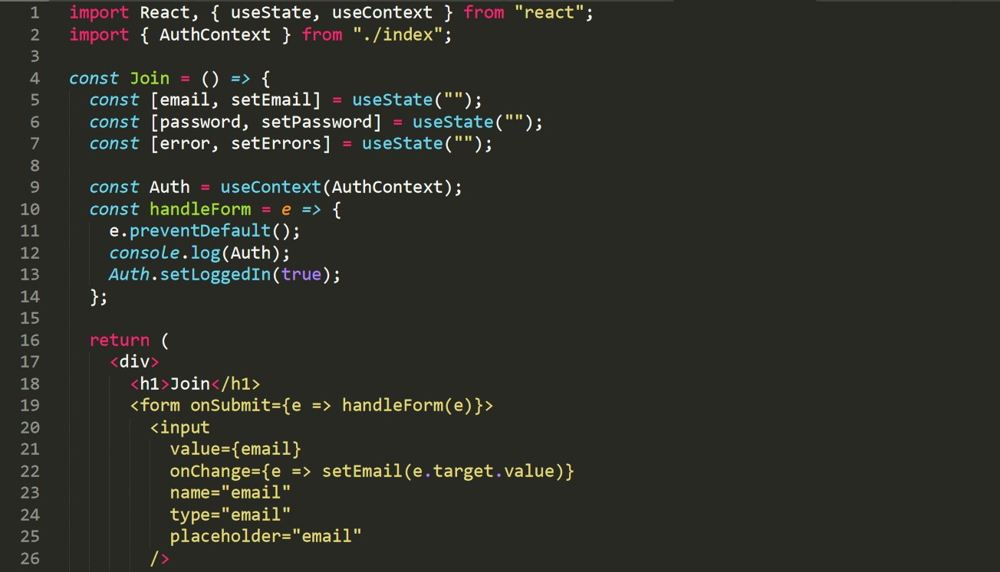 1 import React, { useState, useContext } from "react";
2 import { AuthContext } from "./index";
3
4 const Join = () => {
5   const [email, setEmail] = useState("");
6   const [password, setPassword] = useState("");
7   const [error, setErrors] = useState("");
8
9   const Auth = useContext(AuthContext);
10   const handleForm = e => {
11     e.preventDefault();
12     console.log(Auth);
13     Auth.setLoggedIn(true);
14   };
15
16   return (
17     <div>
18       <h1>Join</h1>
19       <form onSubmit={e => handleForm(e)}>
20         <input
21           value={email}
22           onChange={e => setEmail(e.target.value)}
23           name="email"
24           type="email"
25           placeholder="email"
26         />